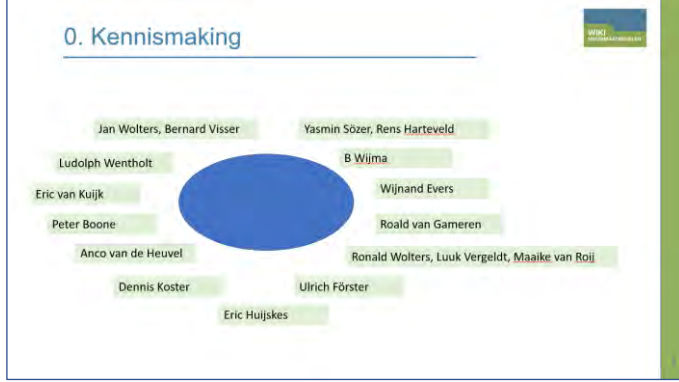 0. Kennismaking
WIKI
Jan Wolters, Bernard Visser
Yasmin Sözer, Rens Harteveld
Ludolph Wentholt
B Wijma
Eric van Kuijk
Wijnand Evers
Peter Boone
Roald van Gameren
Anco van de Heuvel
Ronald Wolters, Luuk Vergeldt, Maaike van Roij
Dennis Koster
Ulrich Förster
Eric Huijskes